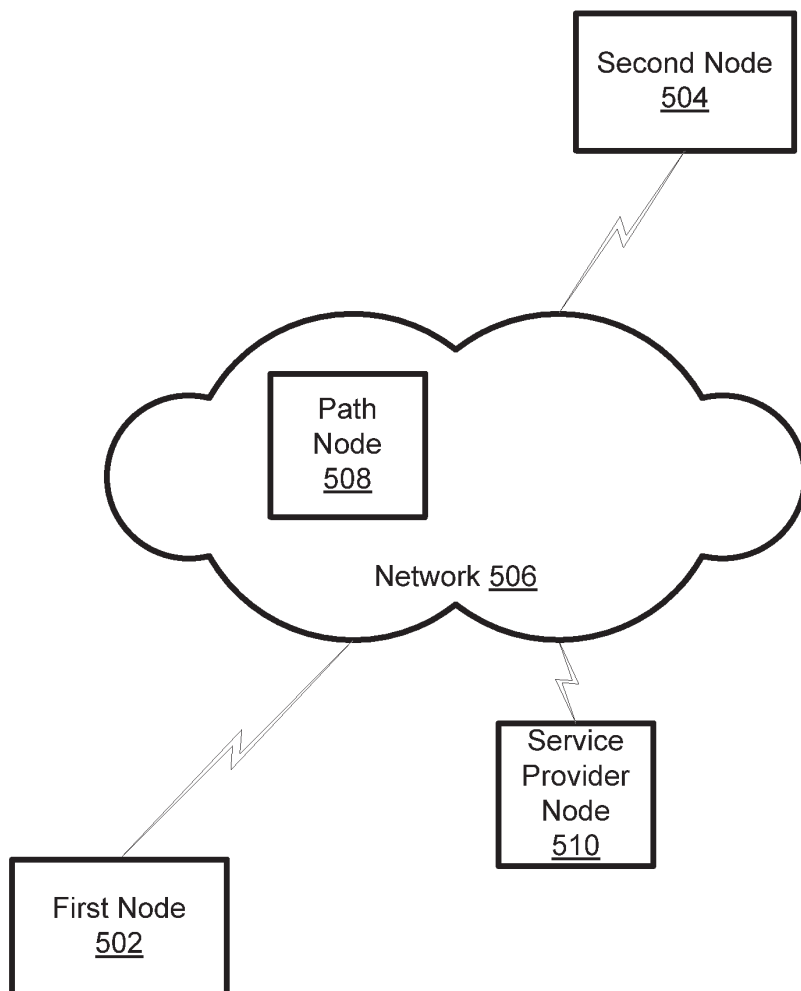 Second Node
504
Path
Node
508
Network 506
Service
Provider
Node
510
First Node
502